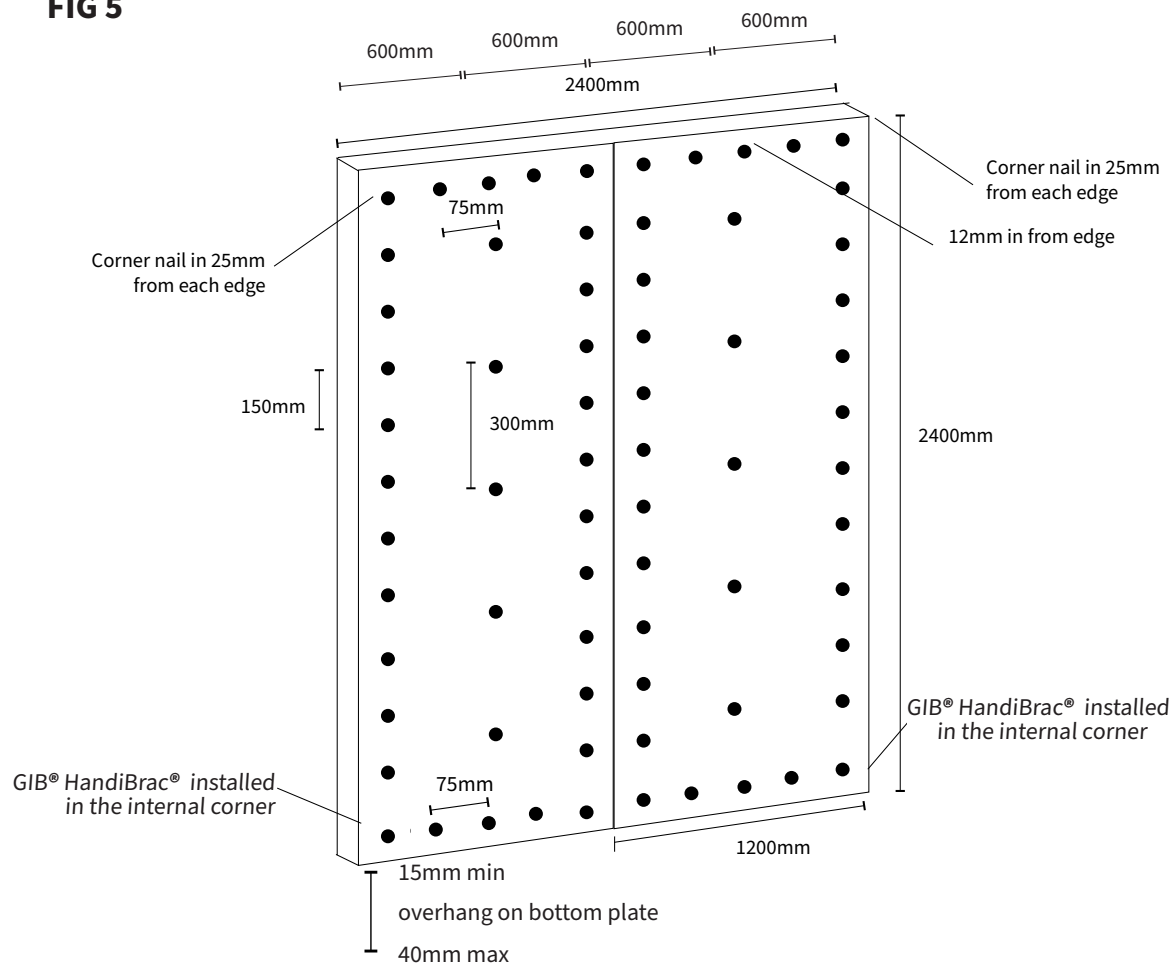 FIG 5
600mm
600mm
600mm
600mm
2400mm
Corner nail in 25mm
from each edge
75mm
12mm in from edge
Corner nail in 25mm
from each edge
150mm
300mm
2400mm
GIB® HandiBrac® installed
in the internal corner
GIB® HandiBrac® installed
in the internal corner
75mm
1200mm
15mm min
overhang on bottom plate
40mm max